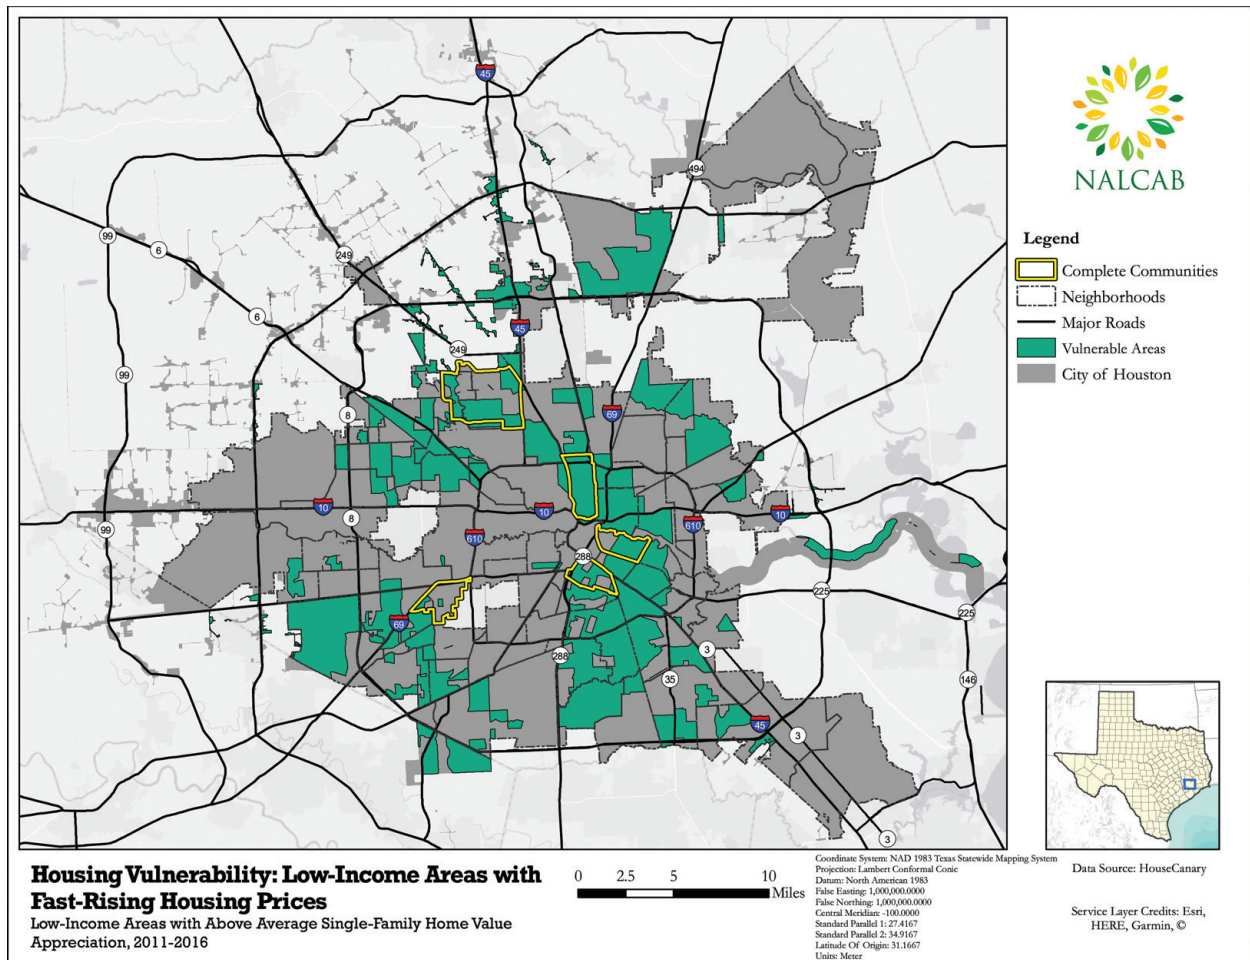 45
494
99
6
249
6
45
249
99
8
69
10
8
10
610
610
10
99
288
225
225
69
3
288
35
146
45
3
3
NALCAB
Legend
Complete Communities
Neighborhoods
Major Roads
Vulnerable Areas
City of Houston
Data Source: HouseCanary
Service Layer Credits: Esri,
HERE, Garmin, ©
Housing Vulnerability: Low-Income Areas with
Fast-Rising Housing Prices
Low-Income Areas with Above Average Single-Family Home Value
Appreciation, 2011-2016
0 2.5 5 10
Miles
Coordinate System: NAD 1983 Texas Statewide Mapping System
Projection: Lambert Conformal Conic
Datum: North American 1983
False Easting: 1,000,000.0000
False Northing: 1,000,000.0000
Central Meridian: -100.0000
Standard Parallel 1: 27.4167
Standard Parallel 2: 34.9167
Latitude Of Origin: 31.1667
Units: Meter